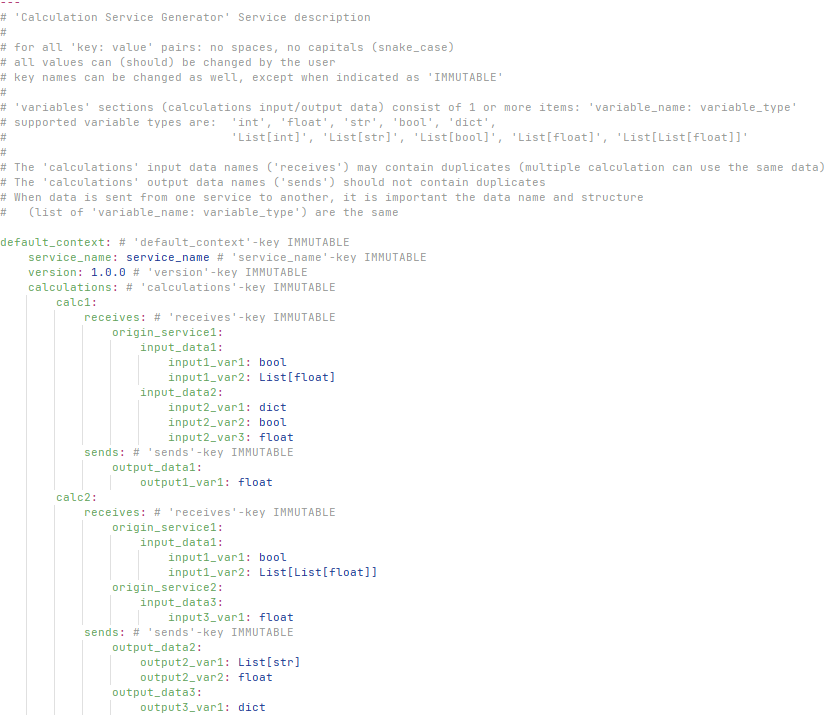 ---
# 'Calculation Service Generator' Service description
#
# for all 'key: value' pairs: no spaces, no capitals (snake_case)
# all values can (should) be changed by the user
# key names can be changed as well, except when indicated as 'IMMUTABLE'
#
# 'variables' sections (calculations input/output data) consist of 1 or more items: 'variable_name: variable_type'
# supported variable types are:  'int', 'float', 'str', 'bool', 'dict',
#                                'List[int]', 'List[str]', 'List[bool]', 'List[float]', 'List[List[float]]'
#
# The 'calculations' input data names ('receives') may contain duplicates (multiple calculation can use the same data)
# The 'calculations' output data names ('sends') should not contain duplicates
# When data is sent from one service to another, it is important the data name and structure
#   (list of 'variable_name: variable_type') are the same

default_context: # 'default_context'-key IMMUTABLE
    service_name: service_name # 'service_name'-key IMMUTABLE
    version: 1.0.0 # 'version'-key IMMUTABLE
    calculations: # 'calculations'-key IMMUTABLE
        calc1:
            receives: # 'receives'-key IMMUTABLE
                origin_service1:
                    input_data1:
                        input1_var1: bool
                        input1_var2: List[float]
                    input_data2:
                        input2_var1: dict
                        input2_var2: bool
                        input2_var3: float
            sends: # 'sends'-key IMMUTABLE
                output_data1:
                    output1_var1: float
        calc2:
            receives: # 'receives'-key IMMUTABLE
                origin_service1:
                    input_data1:
                        input1_var1: bool
                        input1_var2: List[List[float]]
                origin_service2:
                    input_data3:
                        input3_var1: float
            sends: # 'sends'-key IMMUTABLE
                output_data2:
                    output2_var1: List[str]
                    output2_var2: float
                output_data3:
                    output3_var1: dict